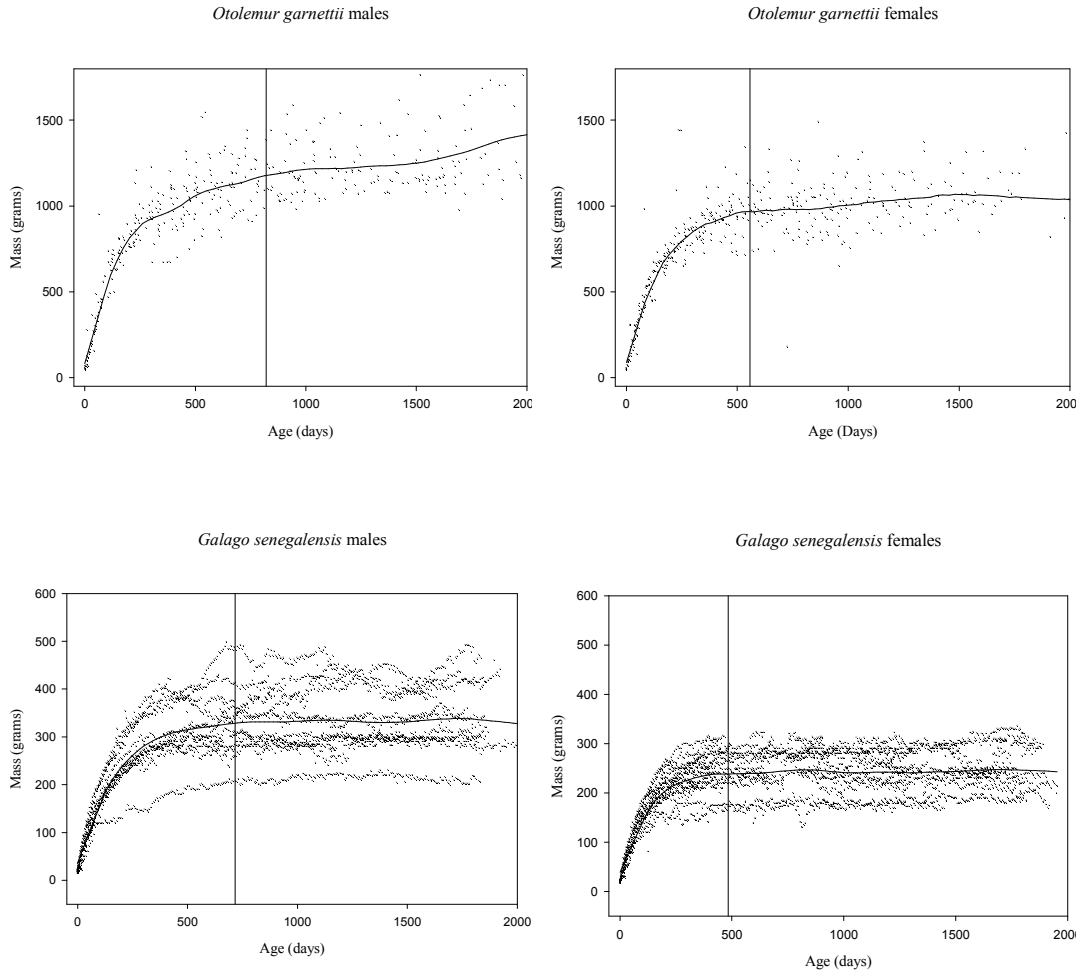 Otolemur garnettii males
Otolemur garnettii females
1500
1000
500
0
Mass (grams)
0 500 1000 1500 200
Age (days)
1500
1000
500
0
Mass (grams)
0 500 1000 1500 200
Age (Days)
Galago senegalensis males
Galago senegalensis females
600
500
400
300
200
100
0
Mass (grams)
0 500 1000 1500 2000
Age (days)
600
500
400
300
200
100
0
Mass (grams)
0 500 1000 1500 2000
Age (days)